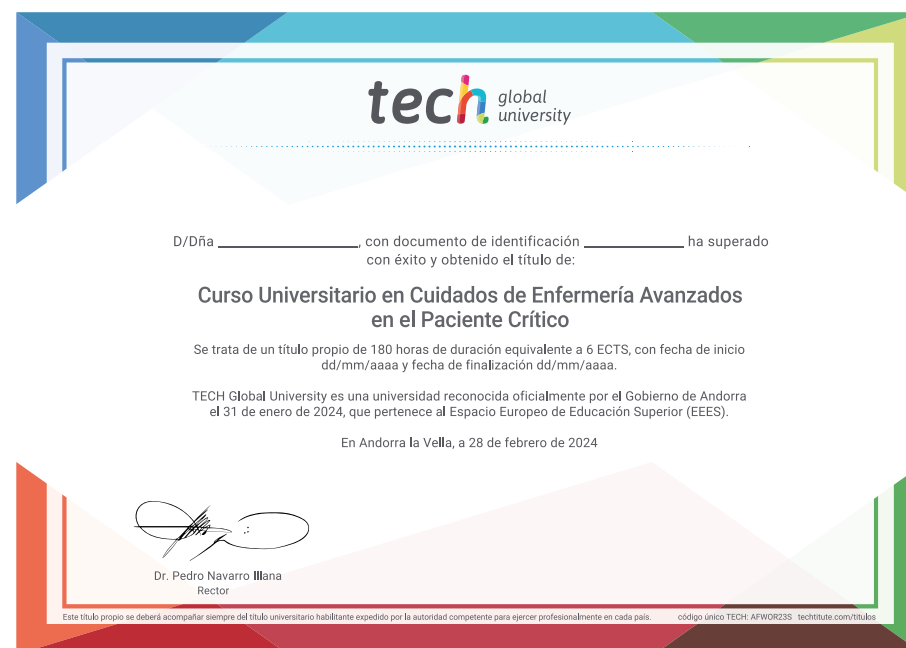 tech global university
D/Dña ____________________, con documento de identificación ______________ ha superado
con éxito y obtenido el título de:
Curso Universitario en Cuidados de Enfermería Avanzados
en el Paciente Crítico
Se trata de un título propio de 180 horas de duración equivalente a 6 ECTS, con fecha de inicio
dd/mm/aaaa y fecha de finalización dd/mm/aaaa.
TECH Global University es una universidad reconocida oficialmente por el Gobierno de Andorra
el 31 de enero de 2024, que pertenece al Espacio Europeo de Educación Superior (EEES).
En Andorra la Vella, a 28 de febrero de 2024
Dr. Pedro Navarro Illana
Rector
Este título propio se deberá acompañar siempre del título universitario habilitante expedido por la autoridad competente para ejercer profesionalmente en cada país. código único TECH: AFWOR23S techtitute.com/titulos